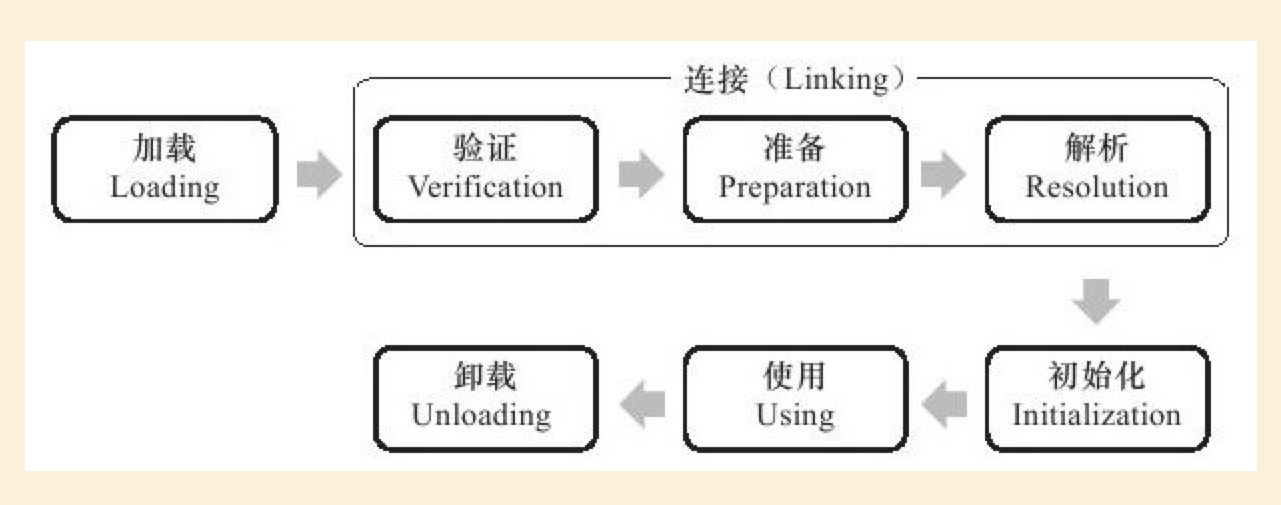 连接（Linking）
加载
Loading
验证
Verification
准备
Preparation
解析
Resolution
初始化
Initialization
使用
Using
卸载
Unloading